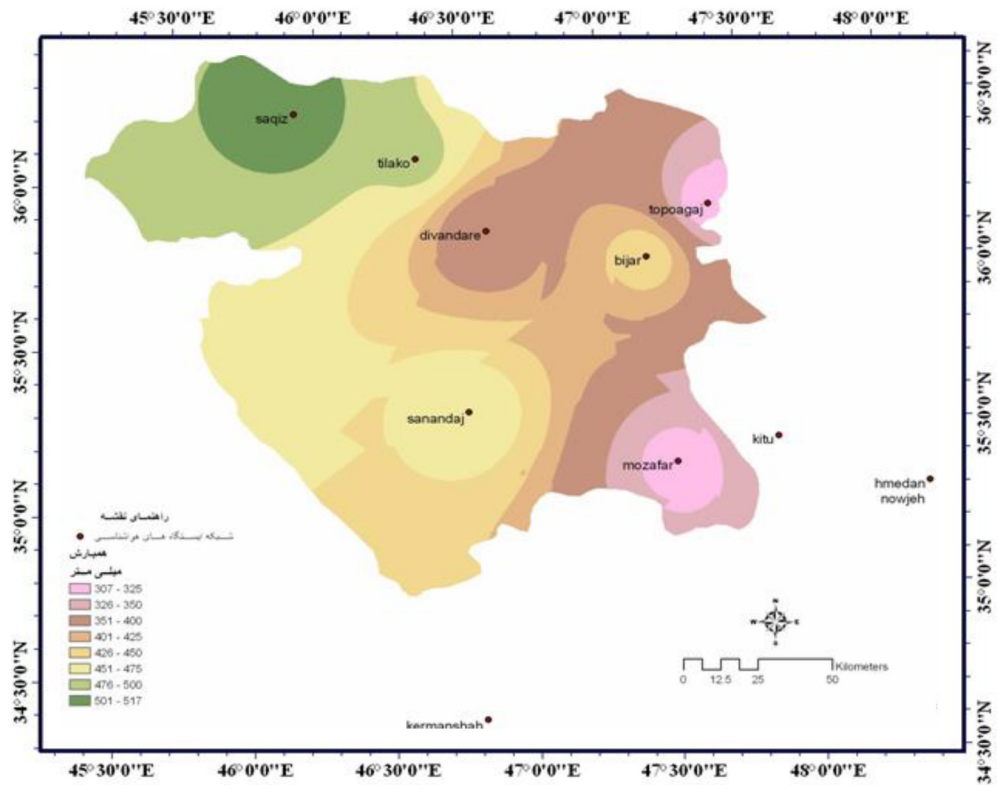 45°30'0"E 46°0'0"E 46°30'0"E 47°0'0"E 47°30'0"E 48°0'0"E
36°30'0"N
36°30'0"N
saqiz
tilako
36°0'0"N
topoagaj
divandare
36°0'0"N
bijar
35°30'0"N
35°30'0"N
sanandaj
kitu
mozafar
hmedan
nowjeh
35°0'0"N
راهنمای نقشه
شبکه ایستگاه های هواشناسی
همبارش
میلی متر
35°0'0"N
307 - 325
326 - 350
351 - 400
401 - 425
426 - 450
451 - 475
476 - 500
501 - 517
N
W E
S
Kilometers
0 12.5 25 50
34°30'0"N
34°30'0"N
kermanshah
45°30'0"E 46°0'0"E 46°30'0"E 47°0'0"E 47°30'0"E 48°0'0"E